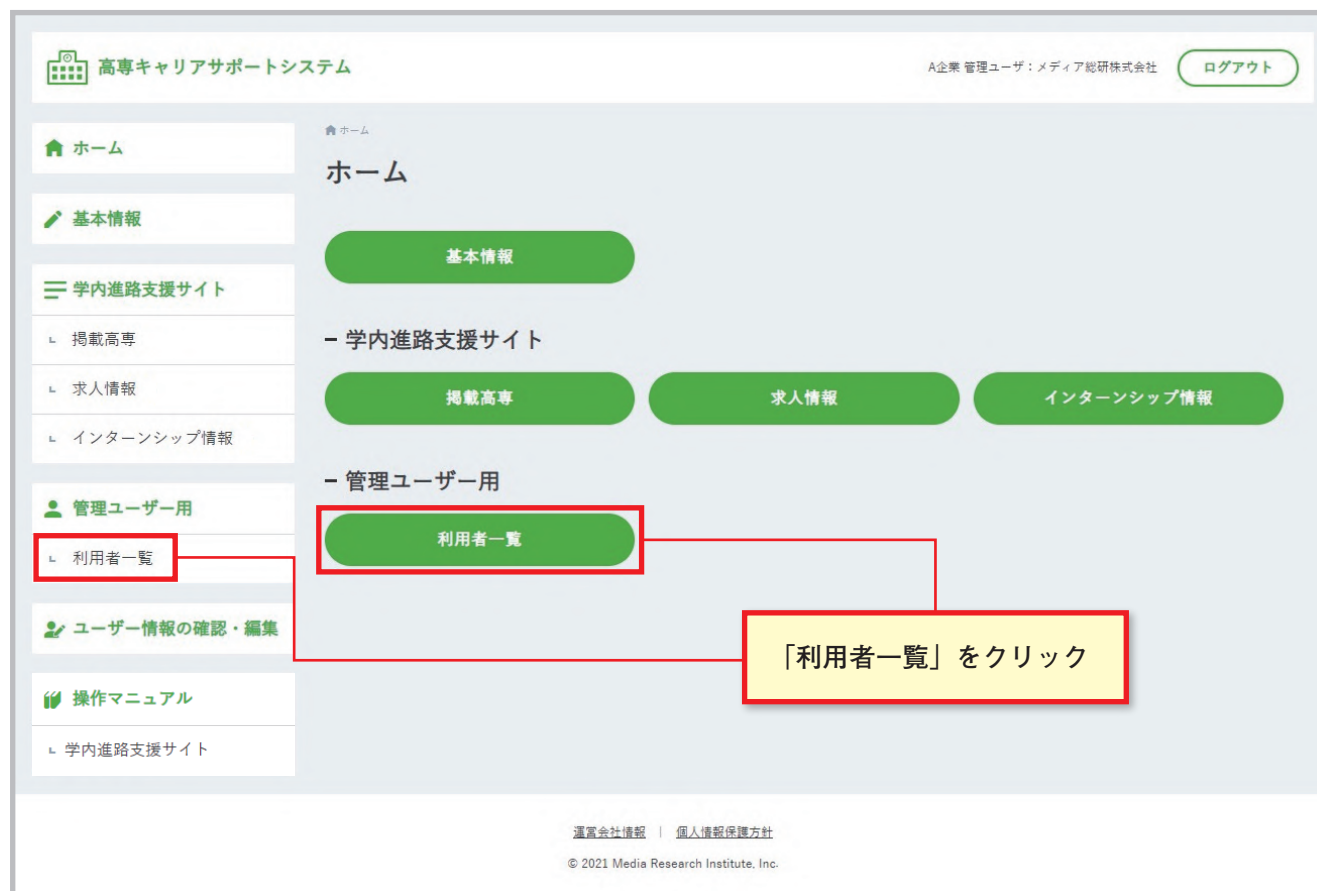 高専キャリアサポートシステム
A企業 管理ユーザ：メディア総研株式会社
ログアウト
ホーム
基本情報
学内進路支援サイト
掲載高専
求人情報
インターンシップ情報
管理ユーザー用
利用者一覧
ユーザー情報の確認・編集
操作マニュアル
学内進路支援サイト
ホーム
ホーム
基本情報
学内進路支援サイト
掲載高専
求人情報
インターンシップ情報
管理ユーザー用
利用者一覧
「利用者一覧」をクリック
運営会社情報 | 個人情報保護方針
© 2021 Media Research Institute, Inc.